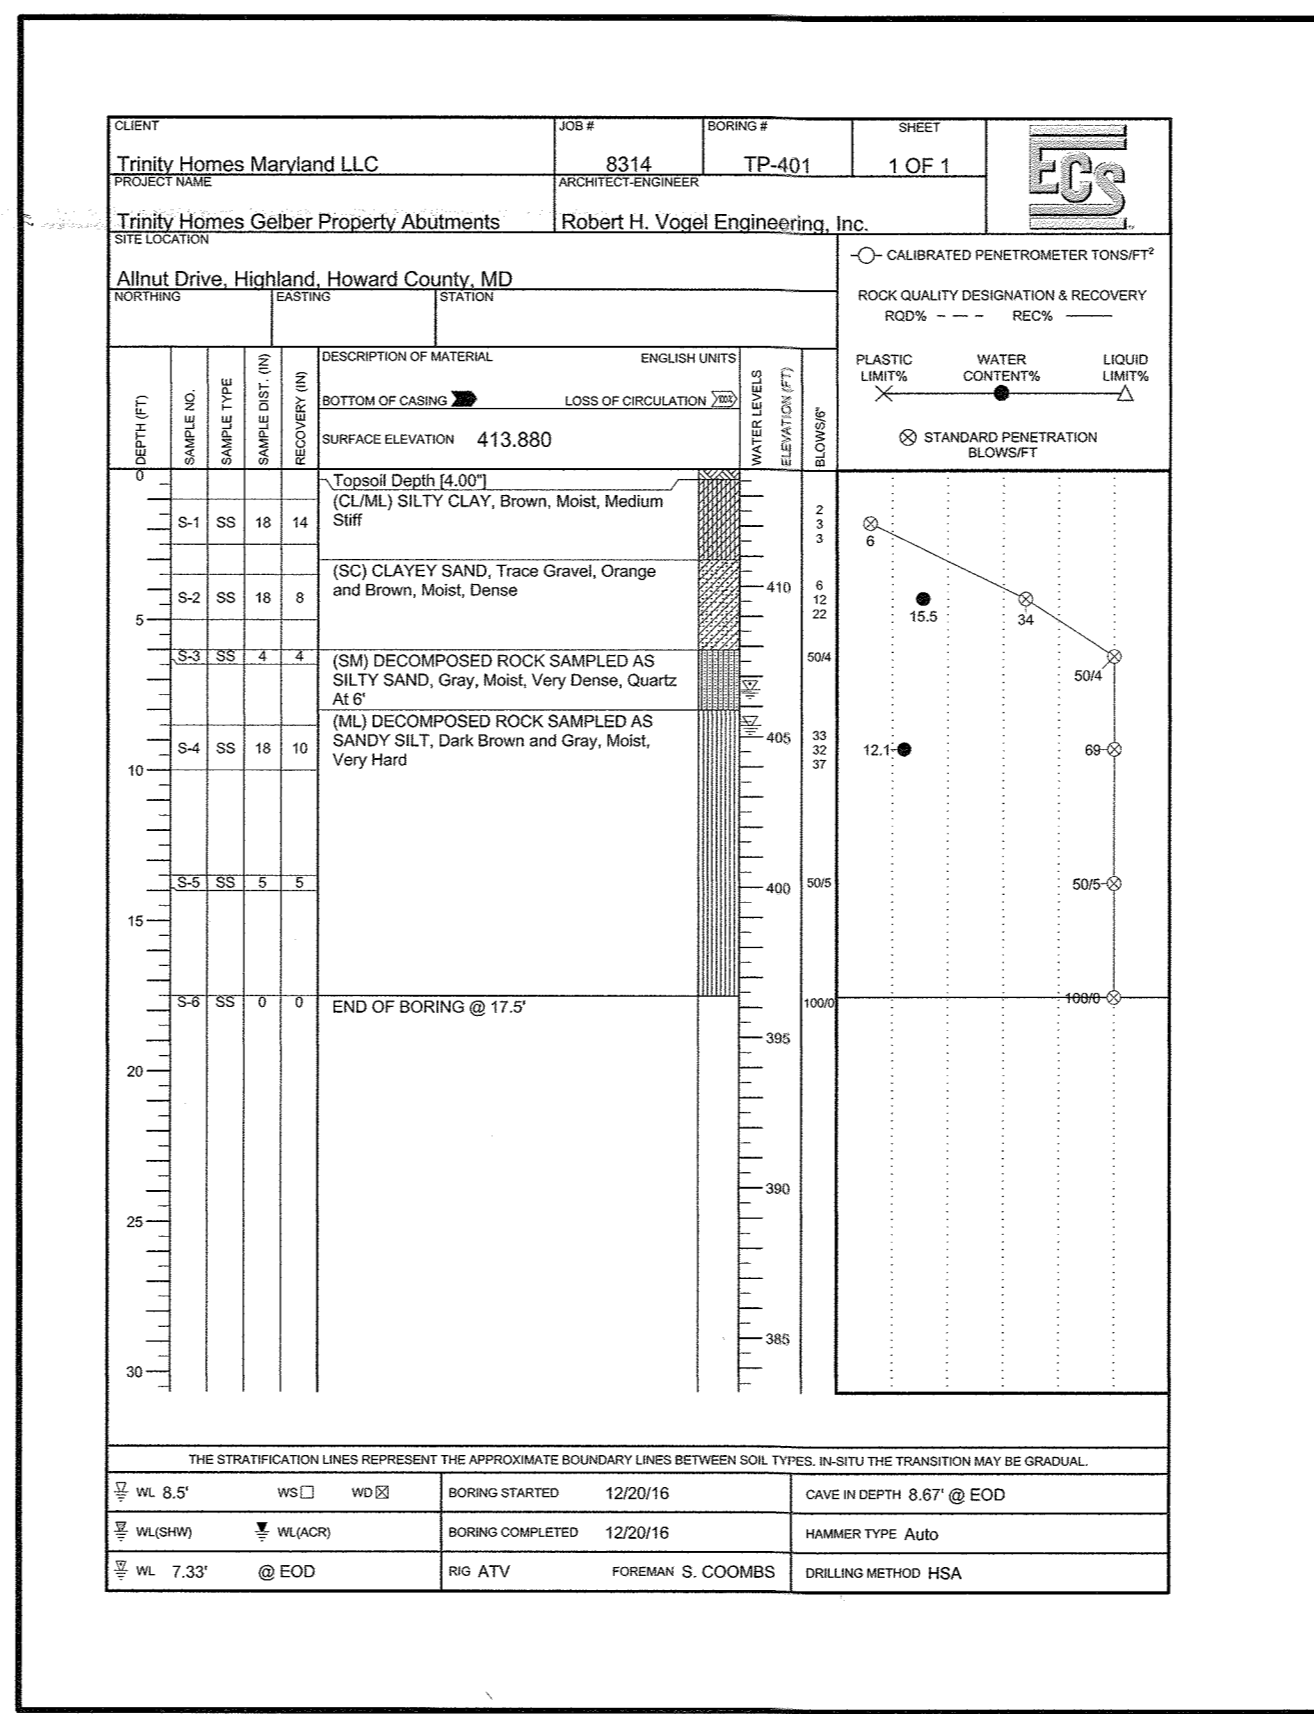 CLIENT
Trinity Homes Maryland LLC
JOB #
8314
BORING #
TP-401
SHEET
1 OF 1
ECS
PROJECT NAME
Trinity Homes Gelber Property Abutments
ARCHITECT-ENGINEER
Robert H. Vogel Engineering, Inc.
SITE LOCATION
Allnut Drive, Highland, Howard County, MD
NORTHING
EASTING
STATION
CALIBRATED PENETROMETER TONS/FT²
ROCK QUALITY DESIGNATION & RECOVERY
RQD% - - - REC% ———
PLASTIC LIMIT%
WATER CONTENT%
LIQUID LIMIT%
STANDARD PENETRATION
BLOWS/FT
DEPTH (FT)
SAMPLE NO.
SAMPLE TYPE
SAMPLE DIST. (IN)
RECOVERY (IN)
DESCRIPTION OF MATERIAL
ENGLISH UNITS
BOTTOM OF CASING
LOSS OF CIRCULATION
SURFACE ELEVATION 413.880
WATER LEVELS
ELEVATION (FT)
BLOWS/6"
0
Topsoil Depth [4.00"]
(CL/ML) SILTY CLAY, Brown, Moist, Medium
Stiff
S-1 SS 18 14
2
3
3
6
(SC) CLAYEY SAND, Trace Gravel, Orange
and Brown, Moist, Dense
S-2 SS 18 8
410
6
12
22
15.5
34
5
S-3 SS 4 4
(SM) DECOMPOSED ROCK SAMPLED AS
SILTY SAND, Gray, Moist, Very Dense, Quartz
At 6'
50/4
50/4
(ML) DECOMPOSED ROCK SAMPLED AS
SANDY SILT, Dark Brown and Gray, Moist,
Very Hard
S-4 SS 18 10
405
33
32
37
12.1
69
10
S-5 SS 5 5
400
50/5
50/5
15
S-6 SS 0 0
END OF BORING @ 17.5'
100/0
100/0
395
20
390
25
385
30
THE STRATIFICATION LINES REPRESENT THE APPROXIMATE BOUNDARY LINES BETWEEN SOIL TYPES. IN-SITU THE TRANSITION MAY BE GRADUAL.
WL 8.5' WS☐ WD☒
BORING STARTED 12/20/16
CAVE IN DEPTH 8.67' @ EOD
WL(SHW) WL(ACR)
BORING COMPLETED 12/20/16
HAMMER TYPE Auto
WL 7.33' @ EOD
RIG ATV FOREMAN S. COOMBS
DRILLING METHOD HSA